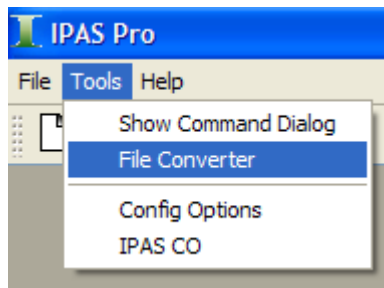 IPAS Pro
File Tools Help
Show Command Dialog
File Converter
Config Options
IPAS CO